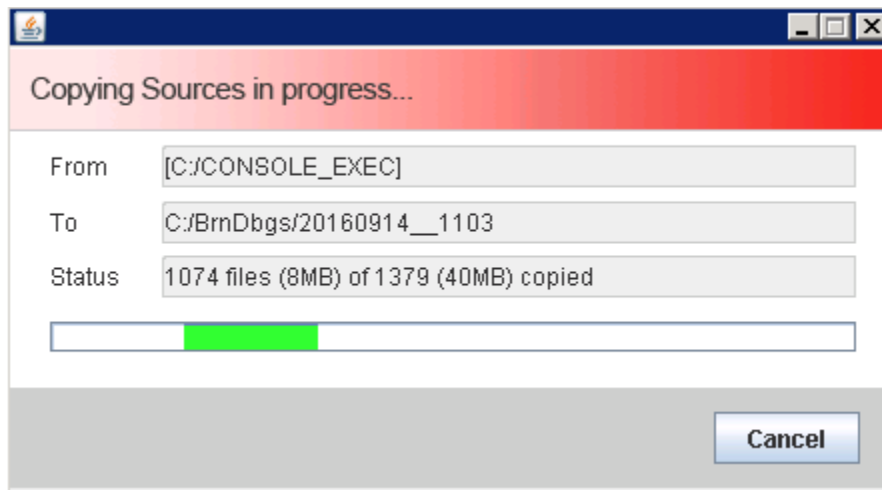 Copying Sources in progress...
From [C:/CONSOLE_EXEC]
To C:/BrnDbgs/20160914__1103
Status 1074 files (8MB) of 1379 (40MB) copied
Cancel